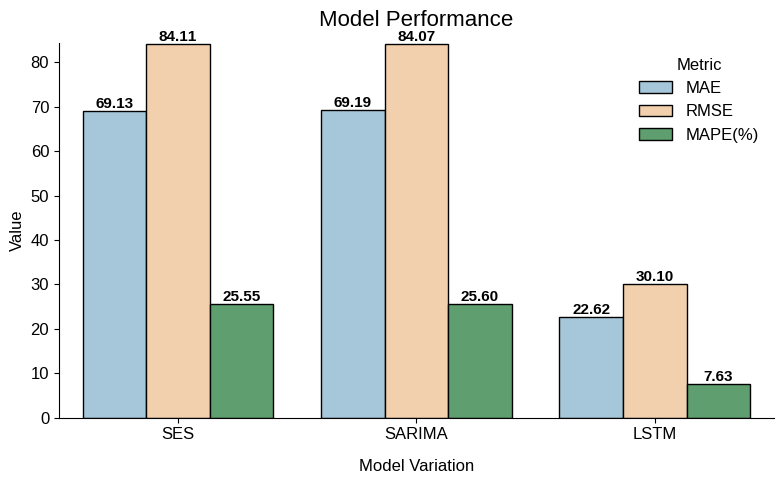 Model Performance
84.11
84.07
80
Metric
MAE
69.13
69.19
70
RMSE
MAPE(%)
60
50
Value
40
30
30.10
25.55
25.60
22.62
20
10
7.63
0
SES
SARIMA
LSTM
Model Variation